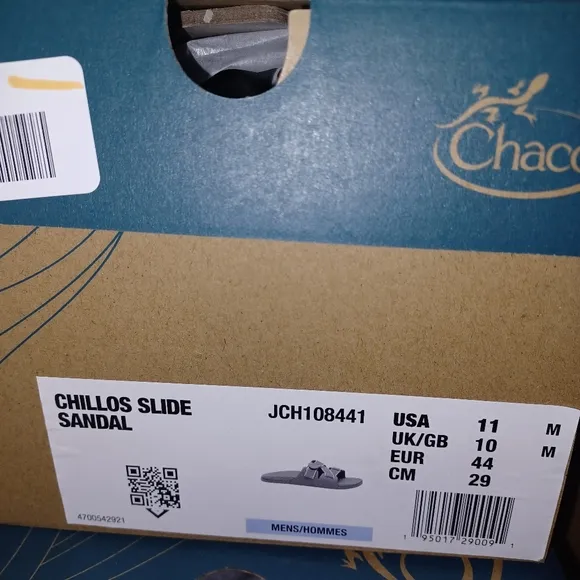 Chaco
CHILLOS SLIDE
SANDAL
JCH108441
USA 11 M
UK/GB 10 M
EUR 44
CM 29
4700542921
MENS/HOMMES
1 95017 29009 1